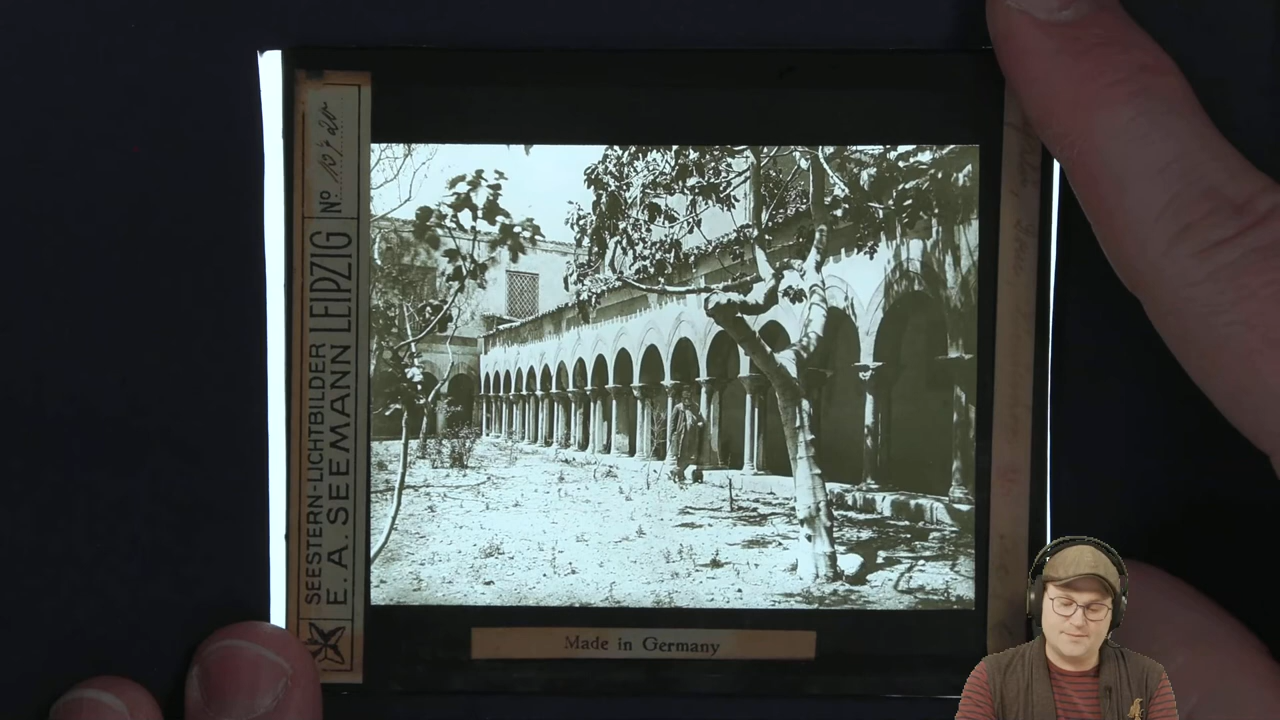 SEESTERN-LICHTBILDER
E. A. SEEMANN LEIPZIG
No
Made in Germany